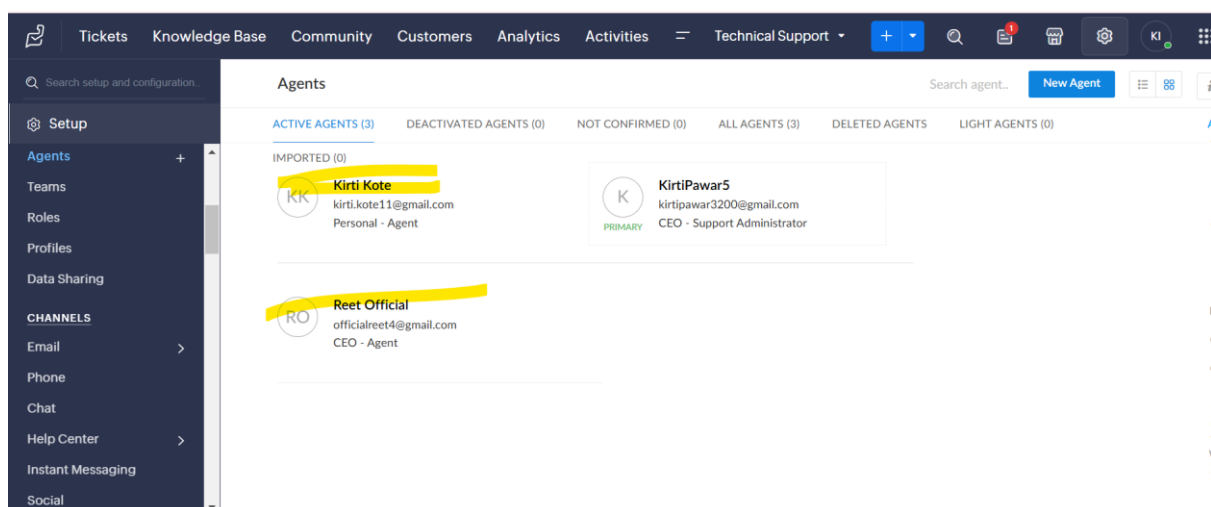 Tickets Knowledge Base Community Customers Analytics Activities Technical Support + 1 KI
Search setup and configuration..
Agents
Search agent..
New Agent
Setup
ACTIVE AGENTS (3) DEACTIVATED AGENTS (0) NOT CONFIRMED (0) ALL AGENTS (3) DELETED AGENTS LIGHT AGENTS (0)
IMPORTED (0)
Agents +
Teams
Roles
Profiles
Data Sharing
CHANNELS
Email
Phone
Chat
Help Center
Instant Messaging
Social
KK
Kirti Kote
kirti.kote11@gmail.com
Personal - Agent
K
PRIMARY
KirtiPawar5
kirtipawar3200@gmail.com
CEO - Support Administrator
RO
Reet Official
officialreet4@gmail.com
CEO - Agent